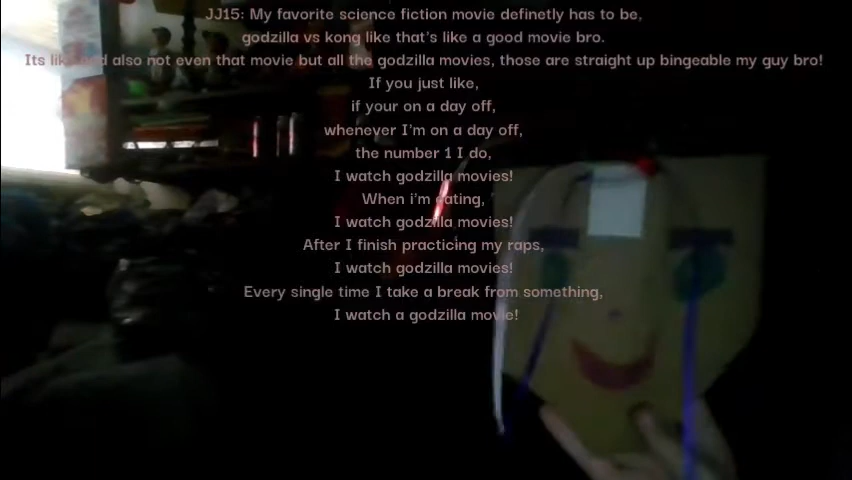 JJ15: My favorite science fiction movie definetly has to be,
godzilla vs kong like that's like a good movie bro.
Its like and also not even that movie but all the godzilla movies, those are straight up bingeable my guy bro!
If you just like,
if your on a day off,
whenever I'm on a day off,
the number 1 I do,
I watch godzilla movies!
When i'm eating,
I watch godzilla movies!
After I finish practicing my raps,
I watch godzilla movies!
Every single time I take a break from something,
I watch a godzilla movie!